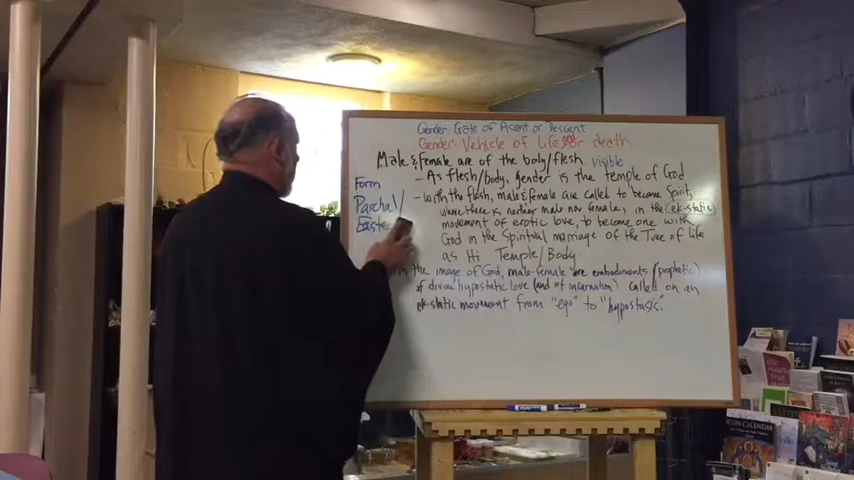 Gender Gate of Ascent or Descent
Gender Vehicle of Life or death
Male & Female are of the body/flesh. visible
Form
- As flesh/body, Gender is the temple of God
Paschal/
- With the flesh, male & female are called to become Spirit,
where there is neither male nor female, in the (ek-static)
Easte
movement of erotic love, to become one with
God in the Spiritual marriage of the Tree of Life
as His Temple/Body
in the image of God, male-female are embodiments (prophetic)
of divine hypostatic love (and of incarnation) called on an
ek-static movement from "ego" to "hypostasis".
ICON CALENDAR